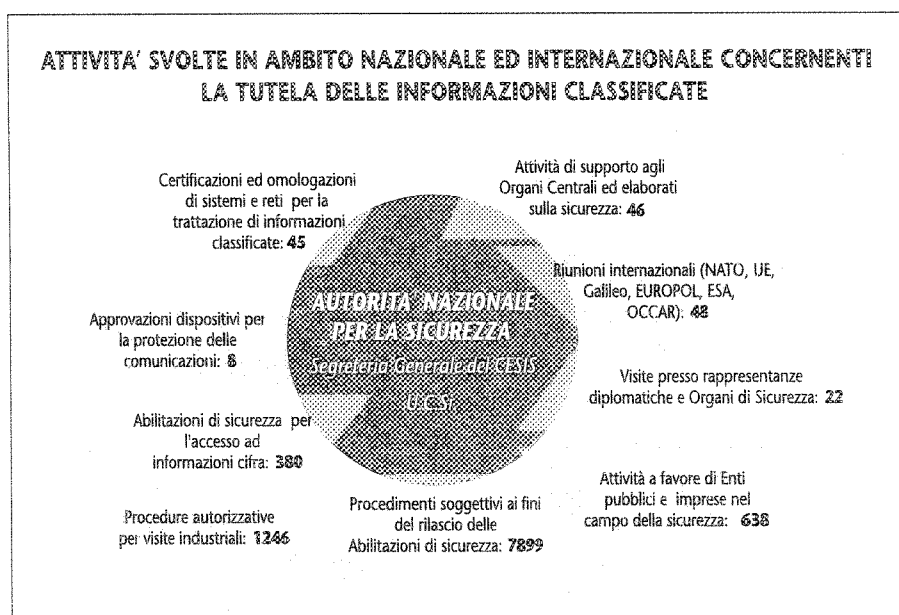 ATTIVITA' SVOLTE IN AMBITO NAZIONALE ED INTERNAZIONALE CONCERNENTI
LA TUTELA DELLE INFORMAZIONI CLASSIFICATE
Certificazioni ed omologazioni
di sistemi e reti per la
trattazione di informazioni
classificate: 45
Attività di supporto agli
Organi Centrali ed elaborati
sulla sicurezza: 46
Riunioni internazionali (NATO, UE,
Galileo, EUROPOL, ESA,
OCCAR): 48
AUTORITA' NAZIONALE
PER LA SICUREZZA
Segreteria Generale del CESIS
U.C.Si.
Approvazioni dispositivi per
la protezione delle
comunicazioni: 8
Visite presso rappresentanze
diplomatiche e Organi di Sicurezza: 22
Abilitazioni di sicurezza per
l'accesso ad
informazioni cifra: 380
Attività a favore di Enti
pubblici e imprese nel
campo della sicurezza: 638
Procedure autorizzative
per visite industriali: 1246
Procedimenti soggettivi ai fini
del rilascio delle
Abilitazioni di sicurezza: 7899